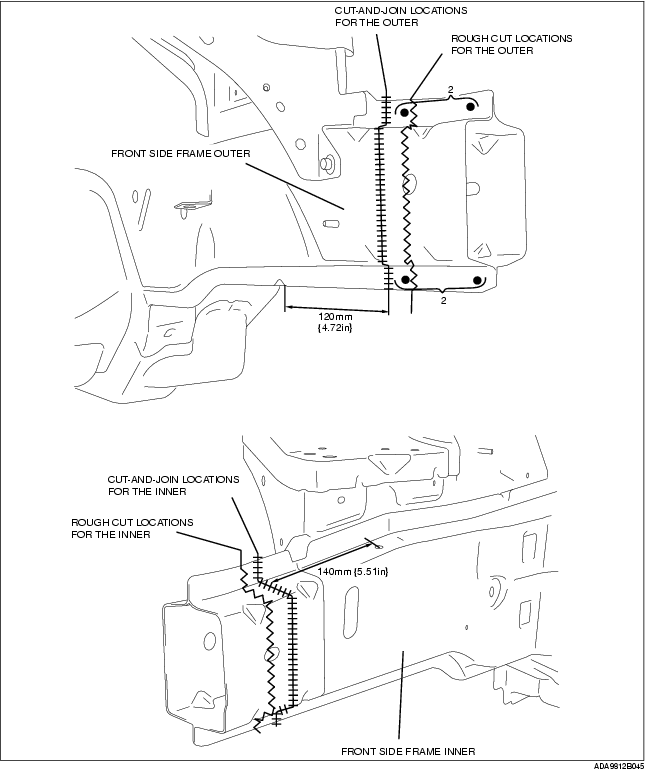 CUT-AND-JOIN LOCATIONS
FOR THE OUTER
ROUGH CUT LOCATIONS
FOR THE OUTER
2
FRONT SIDE FRAME OUTER
2
120mm
{4.72in}
CUT-AND-JOIN LOCATIONS
FOR THE INNER
ROUGH CUT LOCATIONS
FOR THE INNER
140mm {5.51in}
FRONT SIDE FRAME INNER
ADA9812B045